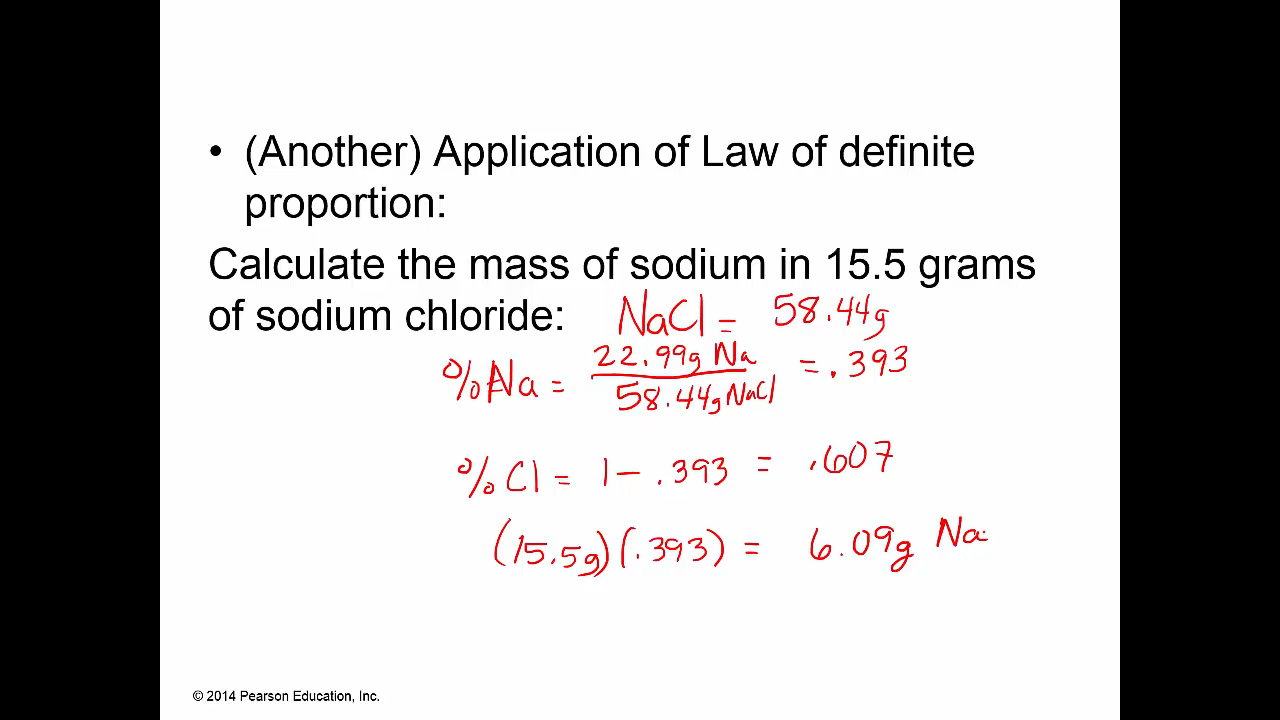 • (Another) Application of Law of definite
proportion:
Calculate the mass of sodium in 15.5 grams
of sodium chloride: NaCl = 58.44g
%Na = 22.99g Na / 58.44g NaCl = .393
%Cl = 1 - .393 = .607
(15.5g)(.393) = 6.09g Na
© 2014 Pearson Education, Inc.